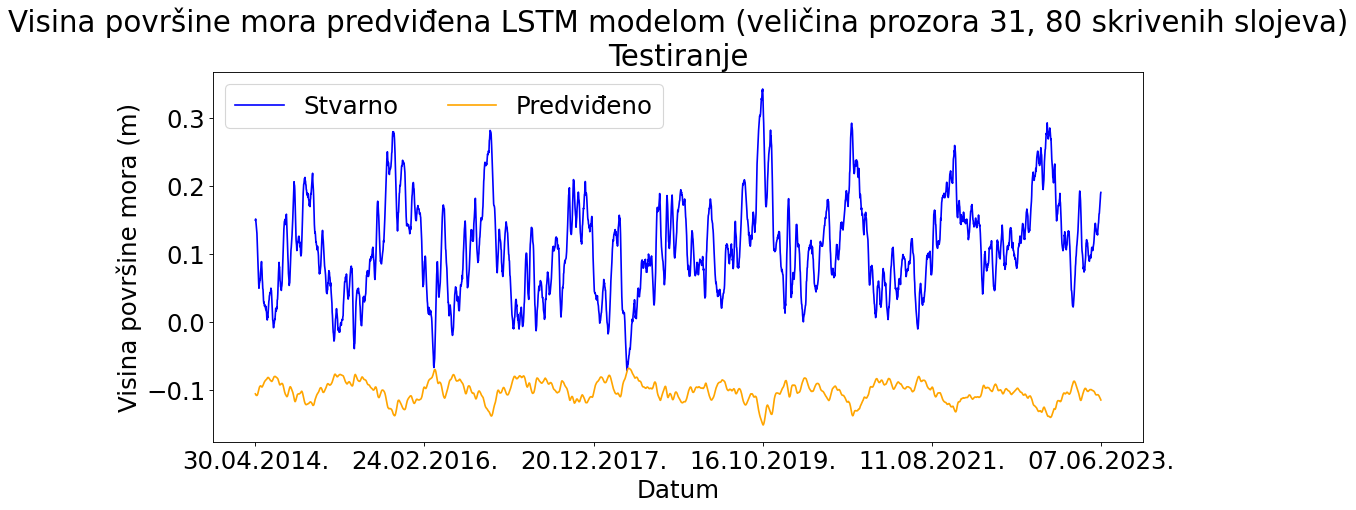 Visina površine mora predviđena LSTM modelom (veličina prozora 31, 80 skrivenih slojeva)
Testiranje
Stvarno Predviđeno
Visina površine mora (m)
0.3
0.2
0.1
0.0
−0.1
30.04.2014. 24.02.2016. 20.12.2017. 16.10.2019. 11.08.2021. 07.06.2023.
Datum